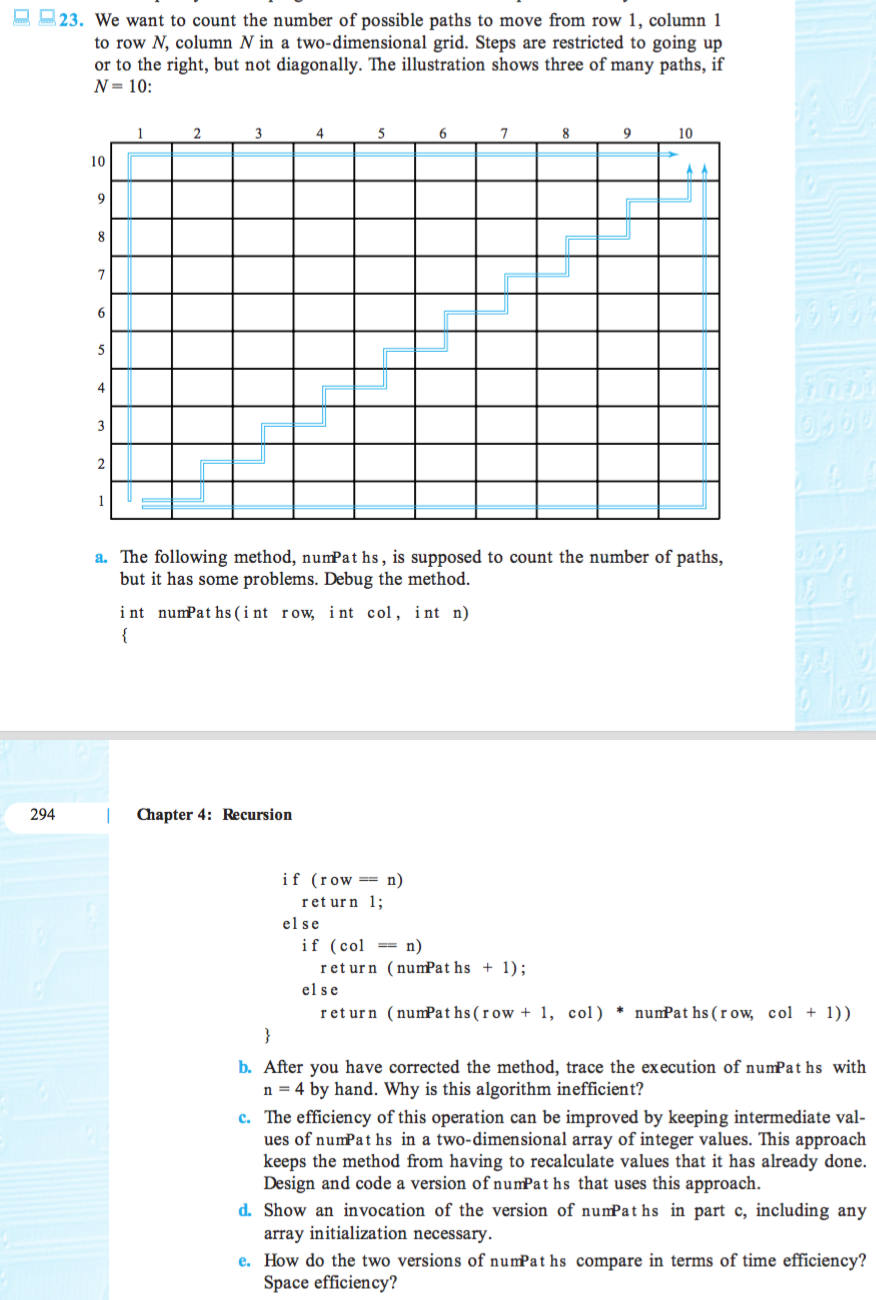 23. We want to count the number of possible paths to move from row 1, column 1
to row N, column N in a two-dimensional grid. Steps are restricted to going up
or to the right, but not diagonally. The illustration shows three of many paths, if
N = 10:
1 2 3 4 5 6 7 8 9 10
10
9
8
7
6
5
4
3
2
1
a. The following method, numPaths, is supposed to count the number of paths,
but it has some problems. Debug the method.
int numPaths(int row, int col, int n)
{
294 Chapter 4: Recursion
if (row == n)
return 1;
else
if (col == n)
return (numPaths + 1);
else
return (numPaths(row + 1, col) * numPaths(row, col + 1))
}
b. After you have corrected the method, trace the execution of numPaths with
n = 4 by hand. Why is this algorithm inefficient?
c. The efficiency of this operation can be improved by keeping intermediate val-
ues of numPaths in a two-dimensional array of integer values. This approach
keeps the method from having to recalculate values that it has already done.
Design and code a version of numPaths that uses this approach.
d. Show an invocation of the version of numPaths in part c, including any
array initialization necessary.
e. How do the two versions of numPaths compare in terms of time efficiency?
Space efficiency?